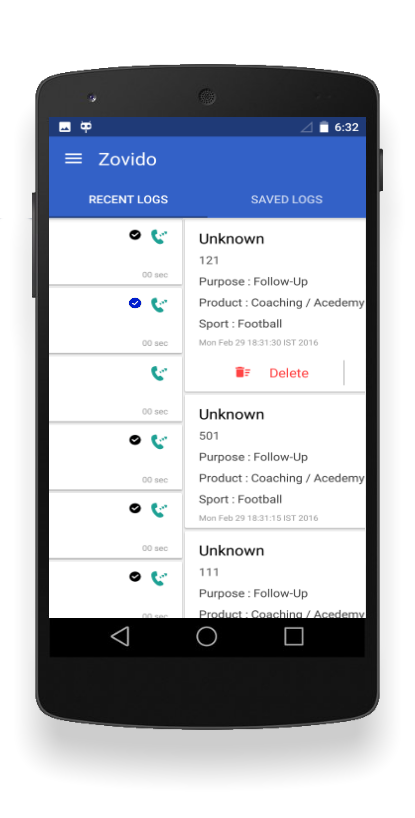 6:32
Zovido
RECENT LOGS
SAVED LOGS
00 sec
00 sec
00 sec
00 sec
00 sec
00 sec
Unknown
121
Purpose : Follow-Up
Product : Coaching / Acedemy
Sport : Football
Mon Feb 29 18:31:30 IST 2016
Delete
Unknown
501
Purpose : Follow-Up
Product : Coaching / Acedemy
Sport : Football
Mon Feb 29 18:31:15 IST 2016
Unknown
111
Purpose : Follow-Up
Product : Coaching / Acedemy